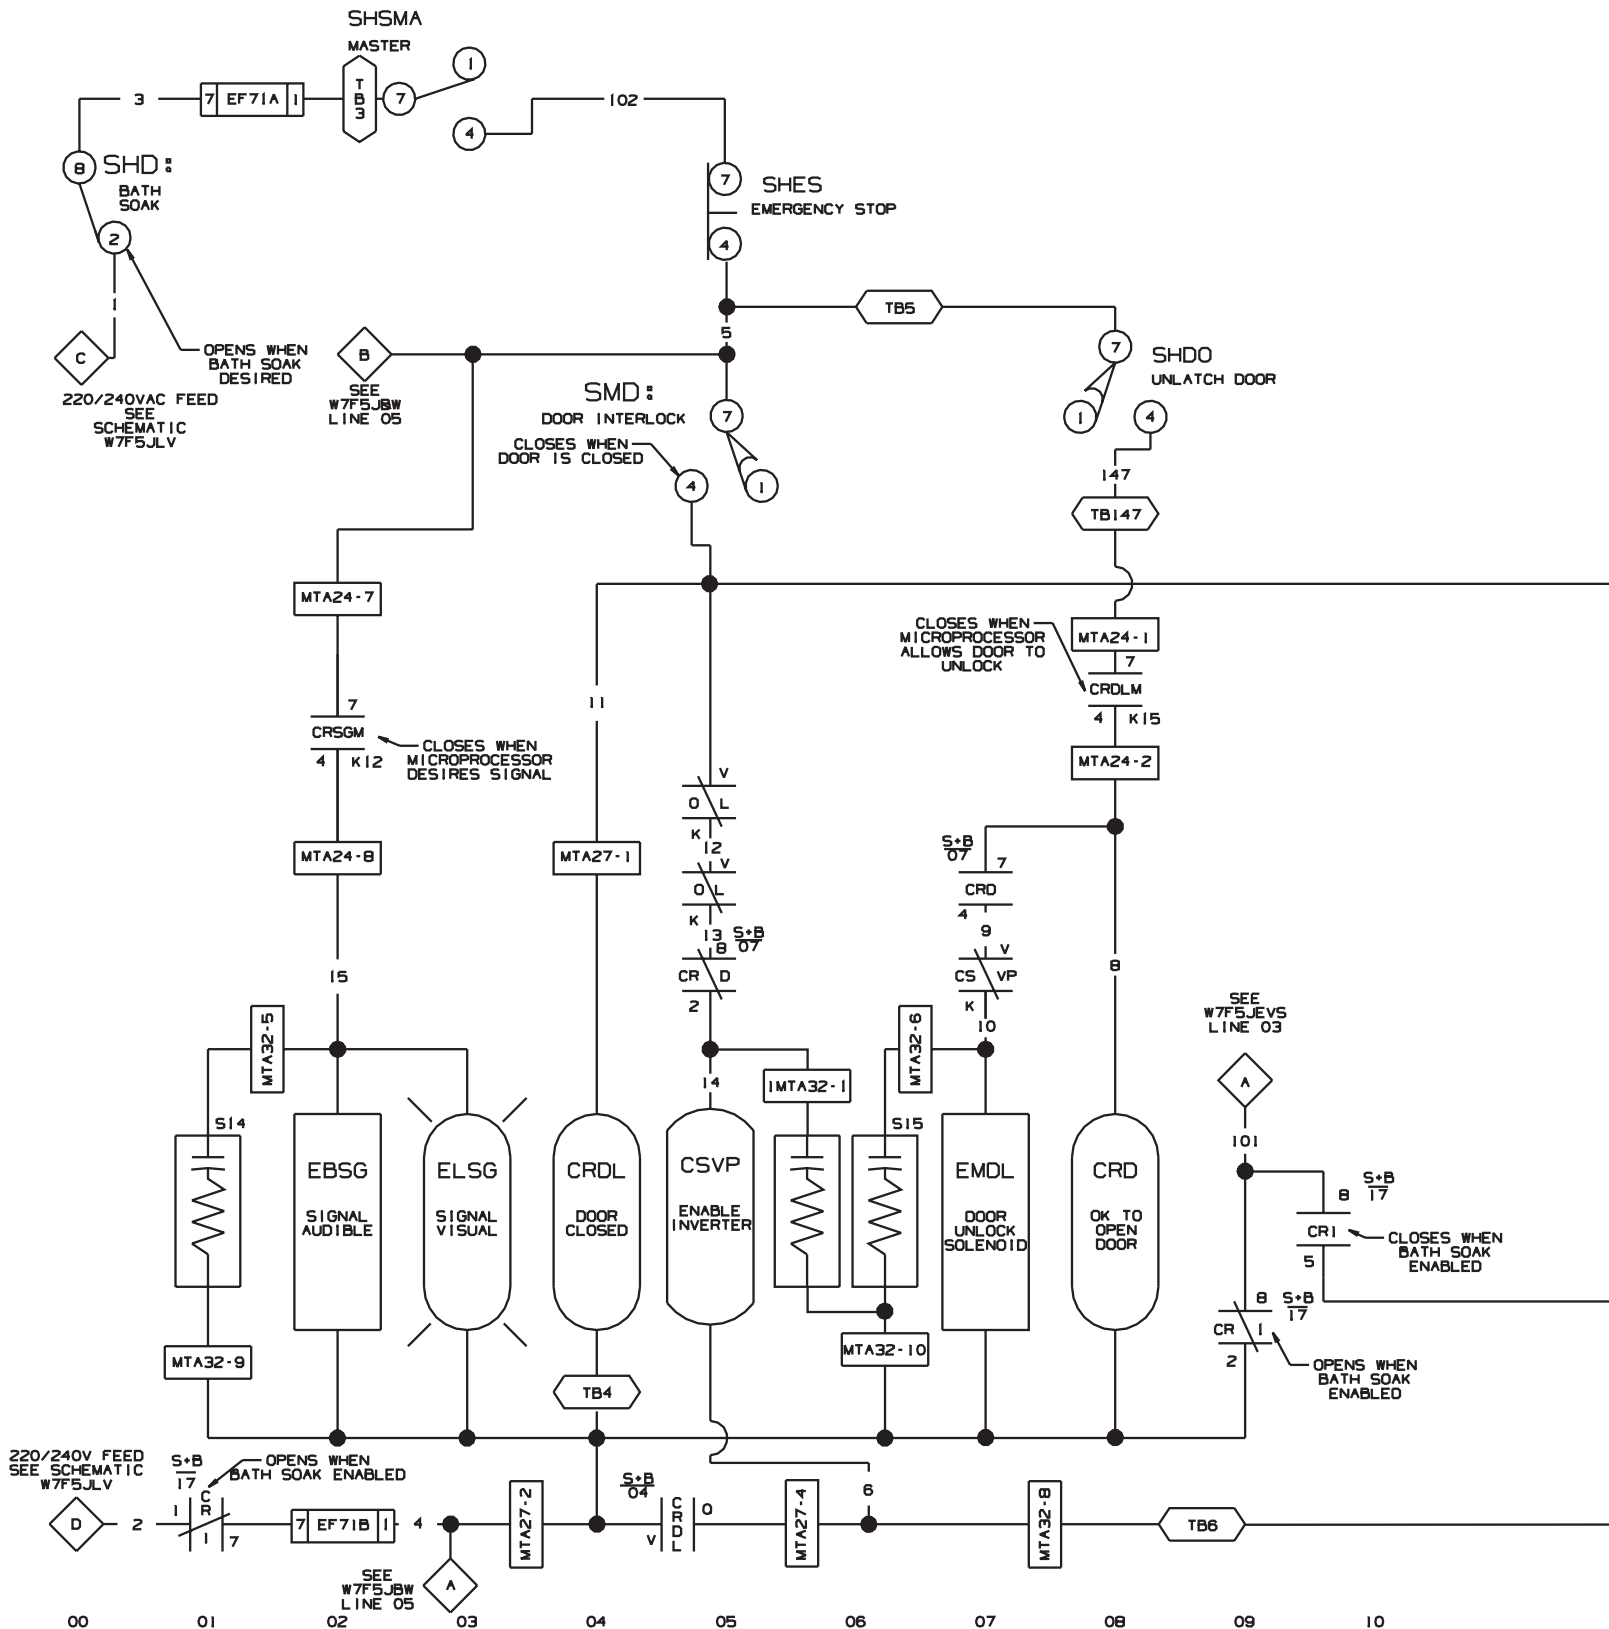 SHSMA
MASTER
1
T
B
3
7
3
7
EF71A
1
4
102
8
SHD:
BATH
SOAK
2
1
C
OPENS WHEN
BATH SOAK
DESIRED
220/240VAC FEED
SEE
SCHEMATIC
W7F5JLV
7
SHES
EMERGENCY STOP
4
5
TB5
B
SEE
W7F5JBW
LINE 05
SMD:
DOOR INTERLOCK
7
CLOSES WHEN
DOOR IS CLOSED
4
1
7
SHDO
UNLATCH DOOR
1
4
147
TB147
MTA24-7
7
CRSGM
4
K12
CLOSES WHEN
MICROPROCESSOR
DESIRES SIGNAL
MTA24-8
15
11
MTA27-1
V
O L
K
12
V
O L
K
13
8
S+B
07
CR D
2
14
CLOSES WHEN
MICROPROCESSOR
ALLOWS DOOR TO
UNLOCK
MTA24-1
7
CRDLM
4
K15
MTA24-2
S+B
07
7
CRD
4
9
V
CS VP
K
10
8
MTA32-5
S14
MTA32-9
EBSG
SIGNAL
AUDIBLE
ELSG
SIGNAL
VISUAL
CRDL
DOOR
CLOSED
TB4
CSVP
ENABLE
INVERTER
1MTA32-1
MTA32-6
S15
MTA32-10
EMDL
DOOR
UNLOCK
SOLENOID
CRD
OK TO
OPEN
DOOR
SEE
W7F5JEVS
LINE 03
A
101
8
S+B
17
CR1
5
CLOSES WHEN
BATH SOAK
ENABLED
8
S+B
17
CR 1
2
OPENS WHEN
BATH SOAK
ENABLED
220/240V FEED
SEE SCHEMATIC
W7F5JLV
D
2
S+B
17
1
C
R
1
7
OPENS WHEN
BATH SOAK ENABLED
7
EF71B
1
4
SEE
W7F5JBW
LINE 05
A
MTA27-2
S+B
04
V
C
R
D
L
Q
MTA27-4
6
MTA32-8
TB6
00 01 02 03 04 05 06 07 08 09 10